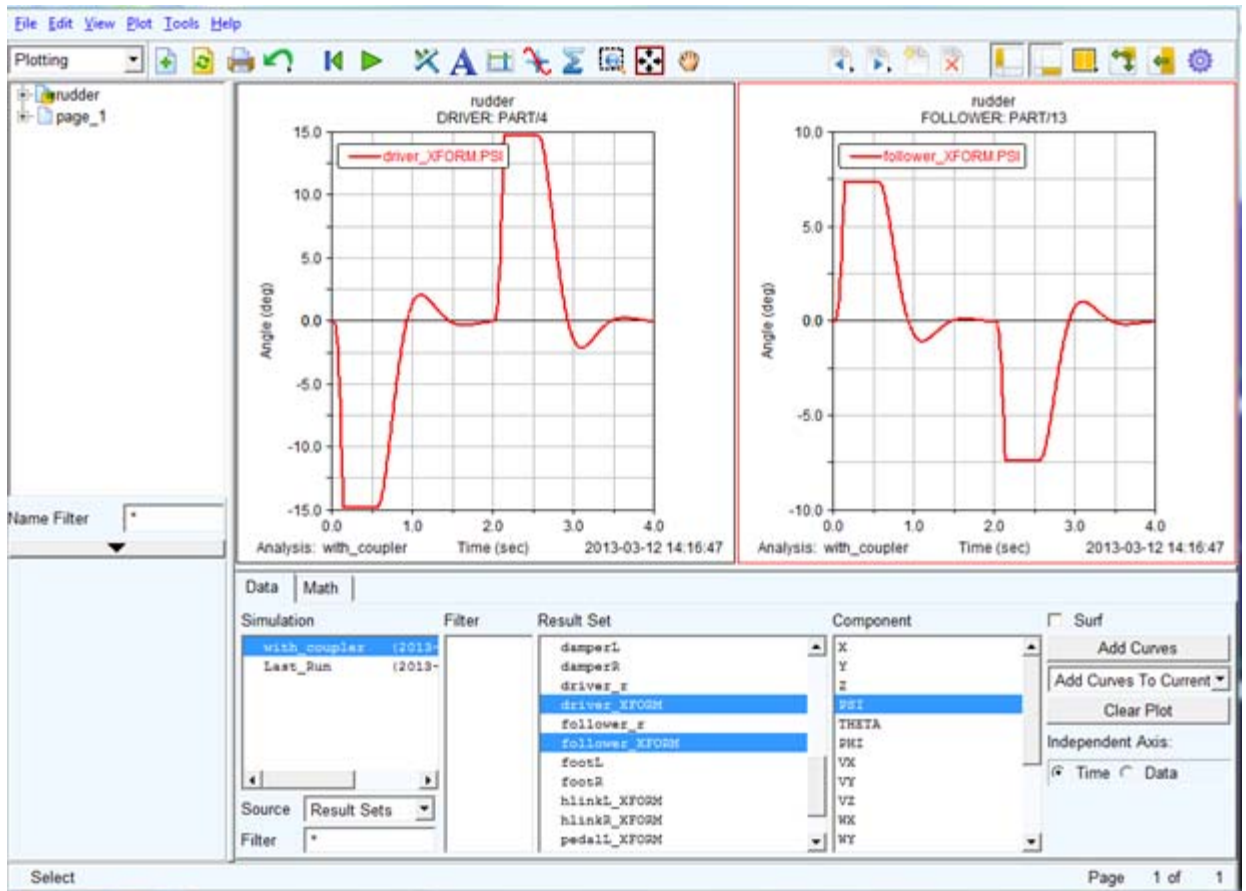 File Edit View Plot Tools Help
Plotting
A
rudder
page_1
Name Filter *
rudder
DRIVER: PART/4
driver_XFORM.PSI
15.0
10.0
5.0
0.0
-5.0
-10.0
-15.0
Angle (deg)
0.0 1.0 2.0 3.0 4.0
Analysis: with_coupler Time (sec) 2013-03-12 14:16:47
rudder
FOLLOWER: PART/13
follower_XFORM.PSI
10.0
5.0
0.0
-5.0
-10.0
Angle (deg)
0.0 1.0 2.0 3.0 4.0
Analysis: with_coupler Time (sec) 2013-03-12 14:16:47
Data Math
Simulation
with_coupler (2013-
Last_Run (2013-
Source Result Sets
Filter *
Filter
Result Set
damperL
damperR
driver_r
driver_XFORM
follower_r
follower_XFORM
footL
footR
hlinkL_XFORM
hlinkR_XFORM
pedalL_XFORM
Component
X
Y
Z
PSI
THETA
PHI
VX
VY
VZ
WX
WY
Surf
Add Curves
Add Curves To Current
Clear Plot
Independent Axis:
Time Data
Select
Page 1 of 1